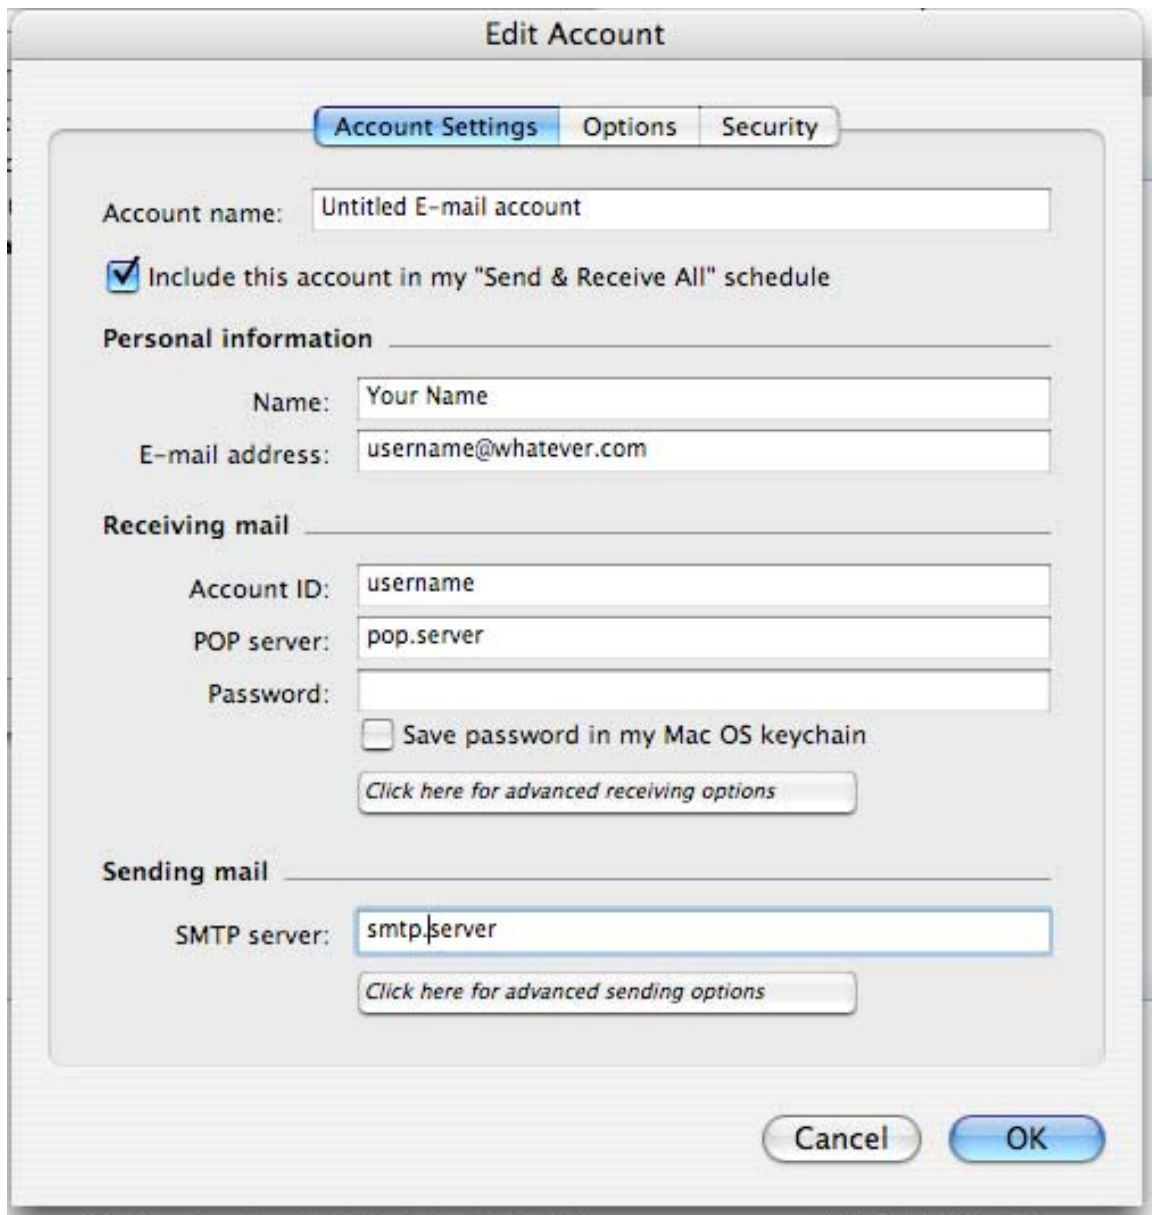 Edit Account
Account Settings Options Security
Account name: Untitled E-mail account
Include this account in my "Send & Receive All" schedule
Personal information
Name: Your Name
E-mail address: username@whatever.com
Receiving mail
Account ID: username
POP server: pop.server
Password:
Save password in my Mac OS keychain
Click here for advanced receiving options
Sending mail
SMTP server: smtp.server
Click here for advanced sending options
Cancel OK